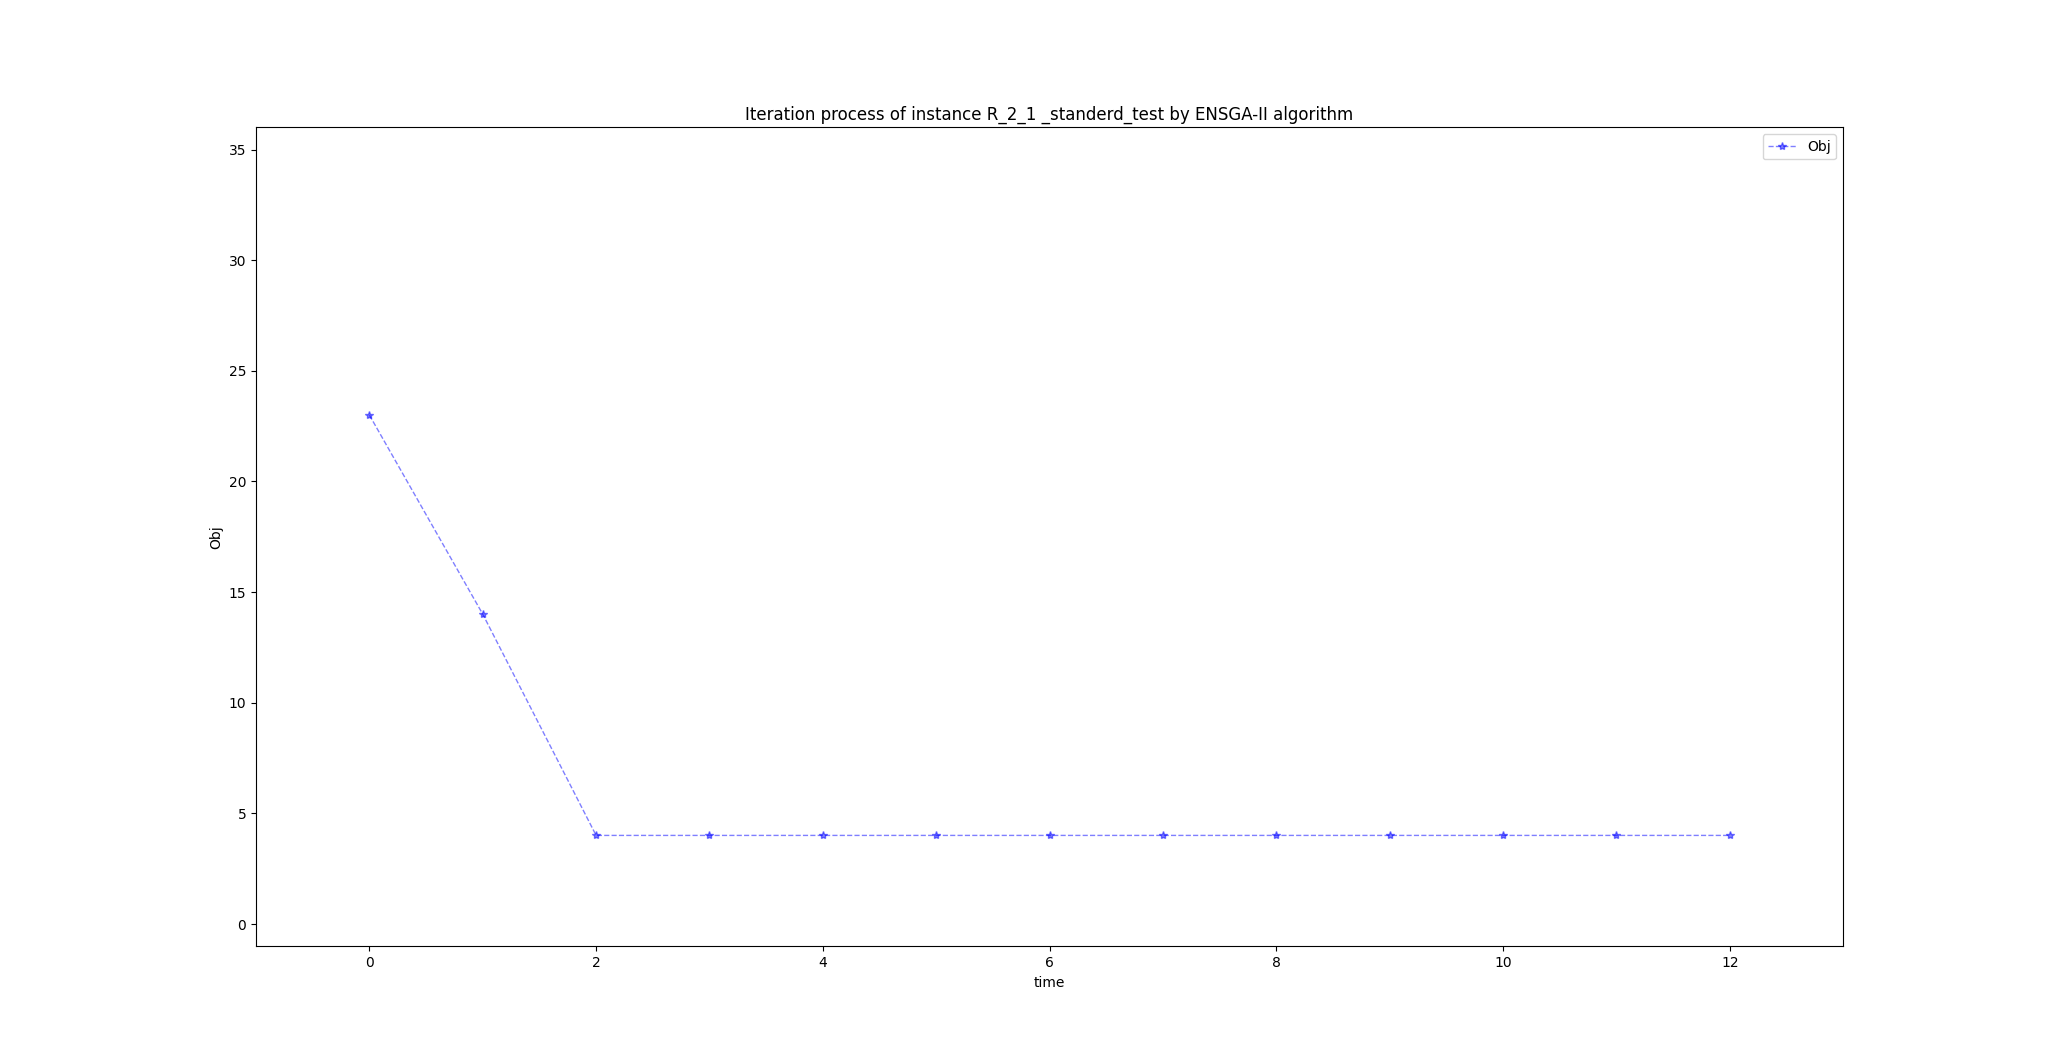 Iteration process of instance R_2_1 _standerd_test by ENSGA-II algorithm
Obj
35
30
25
20
15
10
5
0
Obj
0 2 4 6 8 10 12
time